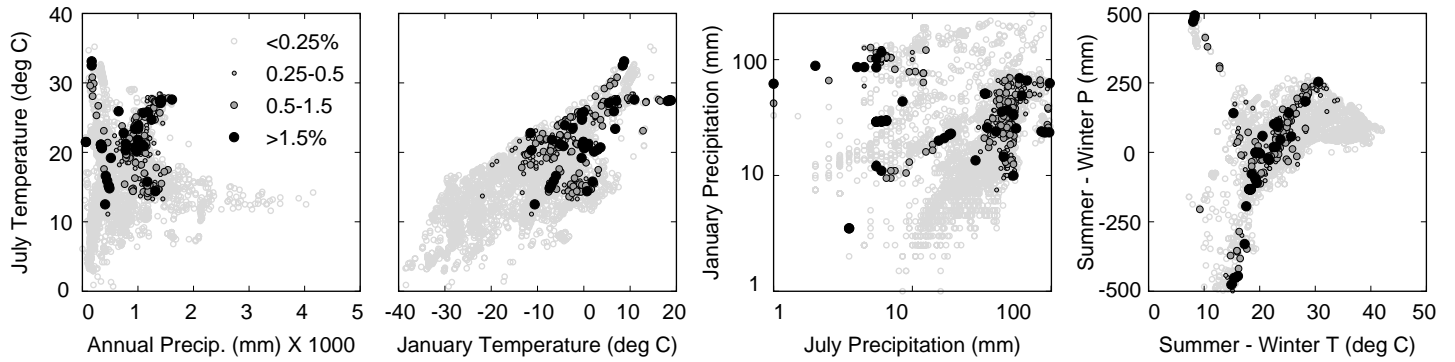 July Temperature (deg C)
40
30
20
10
0
<0.25%
0.25-0.5
0.5-1.5
>1.5%
0 1 2 3 4 5
Annual Precip. (mm) X 1000
-40 -30 -20 -10 0 10 20
January Temperature (deg C)
January Precipitation (mm)
100
10
1
1 10 100
July Precipitation (mm)
Summer - Winter P (mm)
500
250
0
-250
-500
0 10 20 30 40 50
Summer - Winter T (deg C)